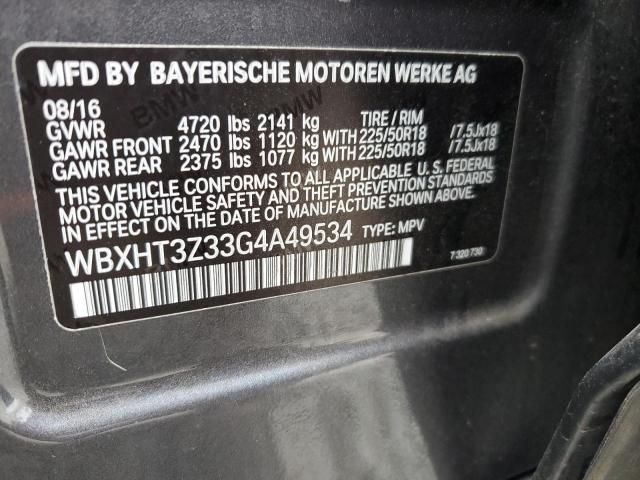 MFD BY BAYERISCHE MOTOREN WERKE AG
08/16 TIRE / RIM
GVWR 4720 lbs 2141 kg
GAWR FRONT 2470 lbs 1120 kg WITH 225/50R18 /7.5Jx18
GAWR REAR 2375 lbs 1077 kg WITH 225/50R18 /7.5Jx18
THIS VEHICLE CONFORMS TO ALL APPLICABLE U. S. FEDERAL
MOTOR VEHICLE SAFETY AND THEFT PREVENTION STANDARDS
IN EFFECT ON THE DATE OF MANUFACTURE SHOWN ABOVE.
WBXHT3Z33G4A49534 TYPE: MPV
7 320 730